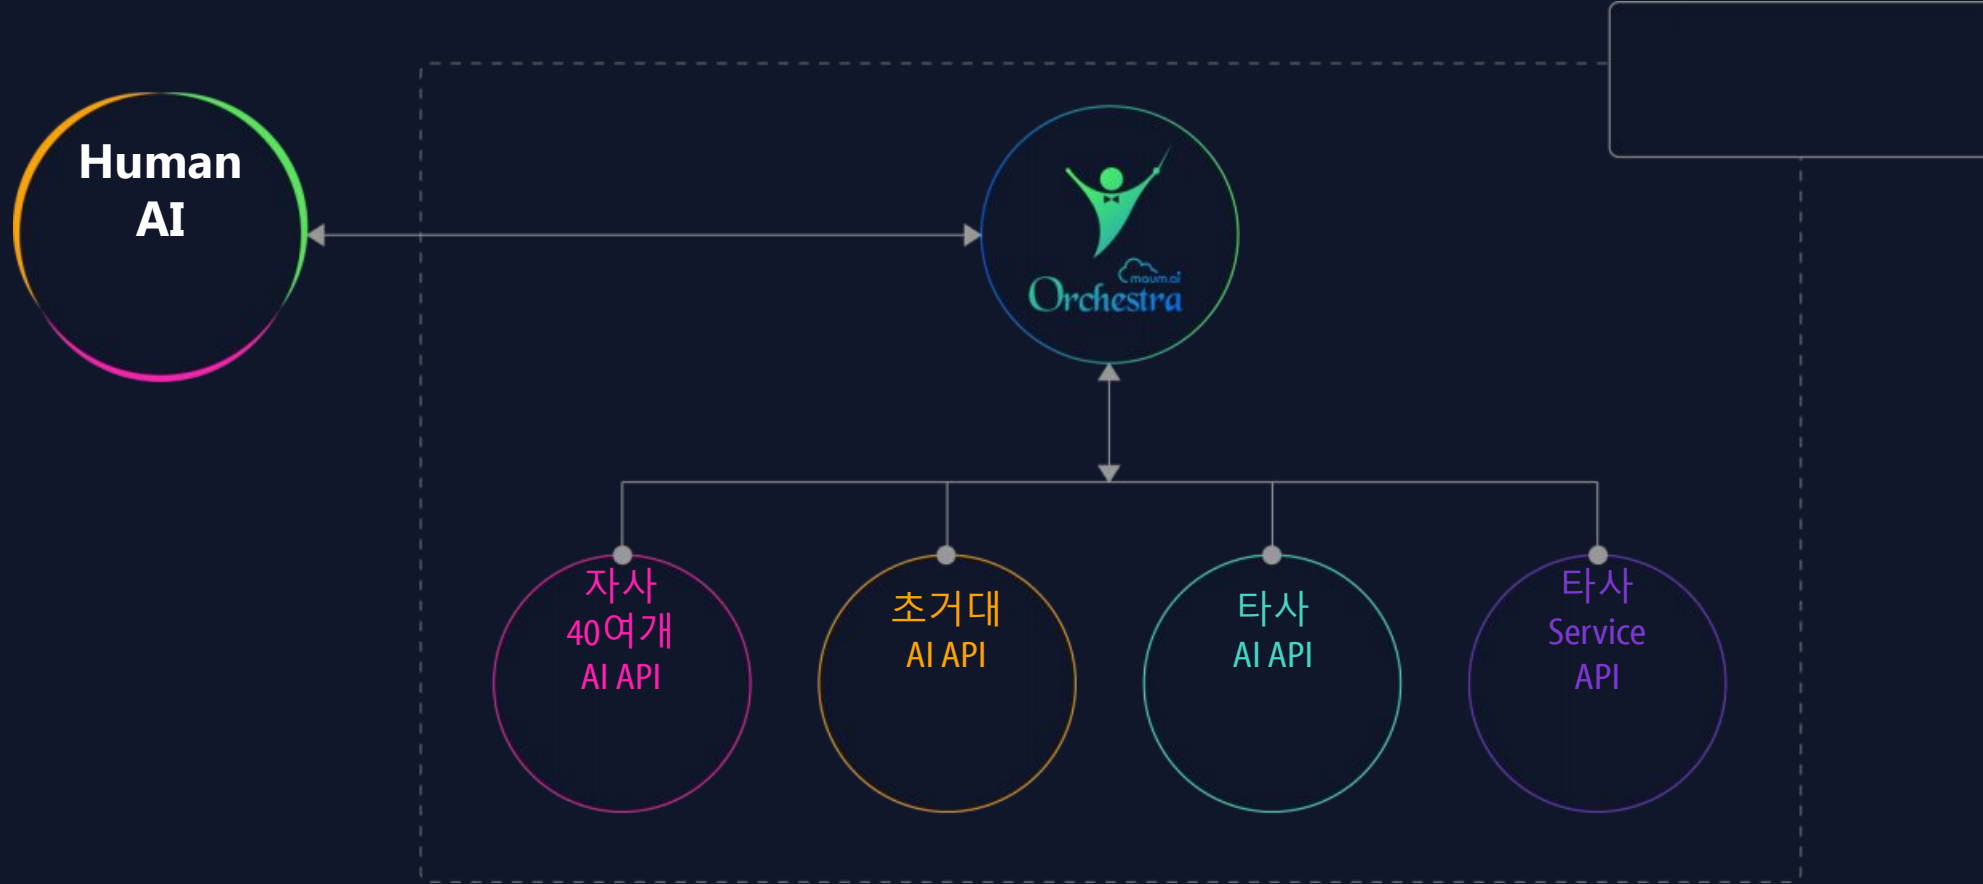 Human
AI
maum.ai
Orchestra
자사
40여개
AI API
초거대
AI API
타사
AI API
타사
Service
API